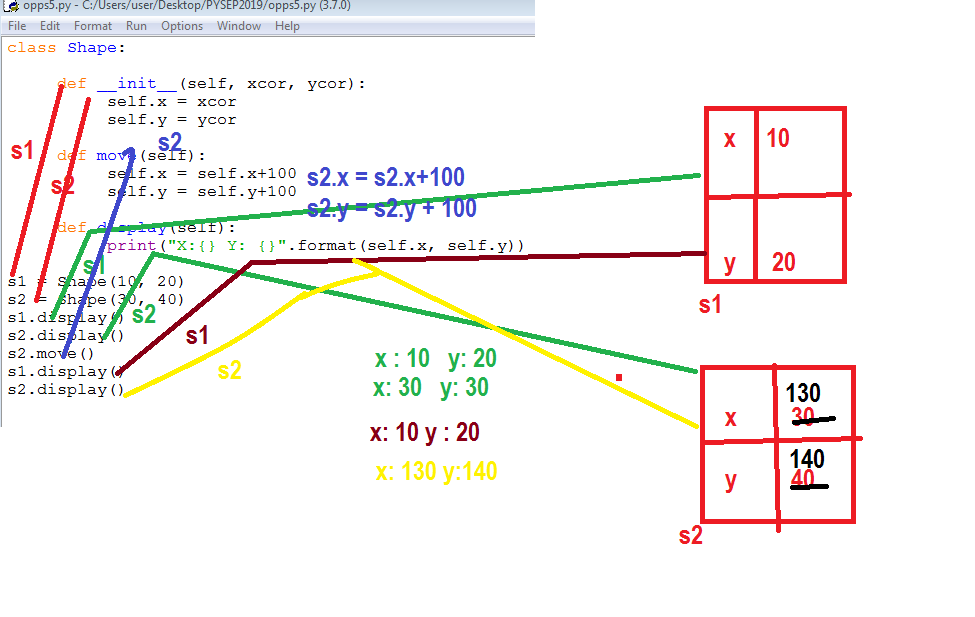 opps5.py - C:/Users/user/Desktop/PYSEP2019/opps5.py (3.7.0)
File Edit Format Run Options Window Help
class Shape:
def __init__(self, xcor, ycor):
self.x = xcor
self.y = ycor
def move(self):
self.x = self.x+100
self.y = self.y+100
def display(self):
print("X:{} Y: {}".format(self.x, self.y))
s1 = Shape(10, 20)
s2 = Shape(30, 40)
s1.display()
s2.display()
s2.move()
s1.display()
s2.display()
s1
s2
s2
s2.x = s2.x+100
s2.y = s2.y + 100
s1
s2
s1
s2
x : 10 y: 20
x: 30 y: 30
x: 10 y : 20
x: 130 y:140
x 10
y 20
s1
130
x 30
140
y 40
s2